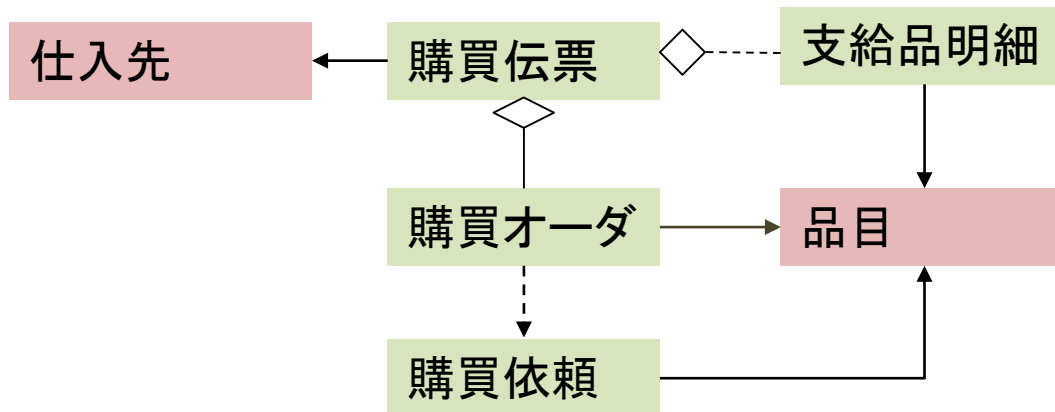 仕入先
購買伝票
支給品明細
購買オーダ
品目
購買依頼